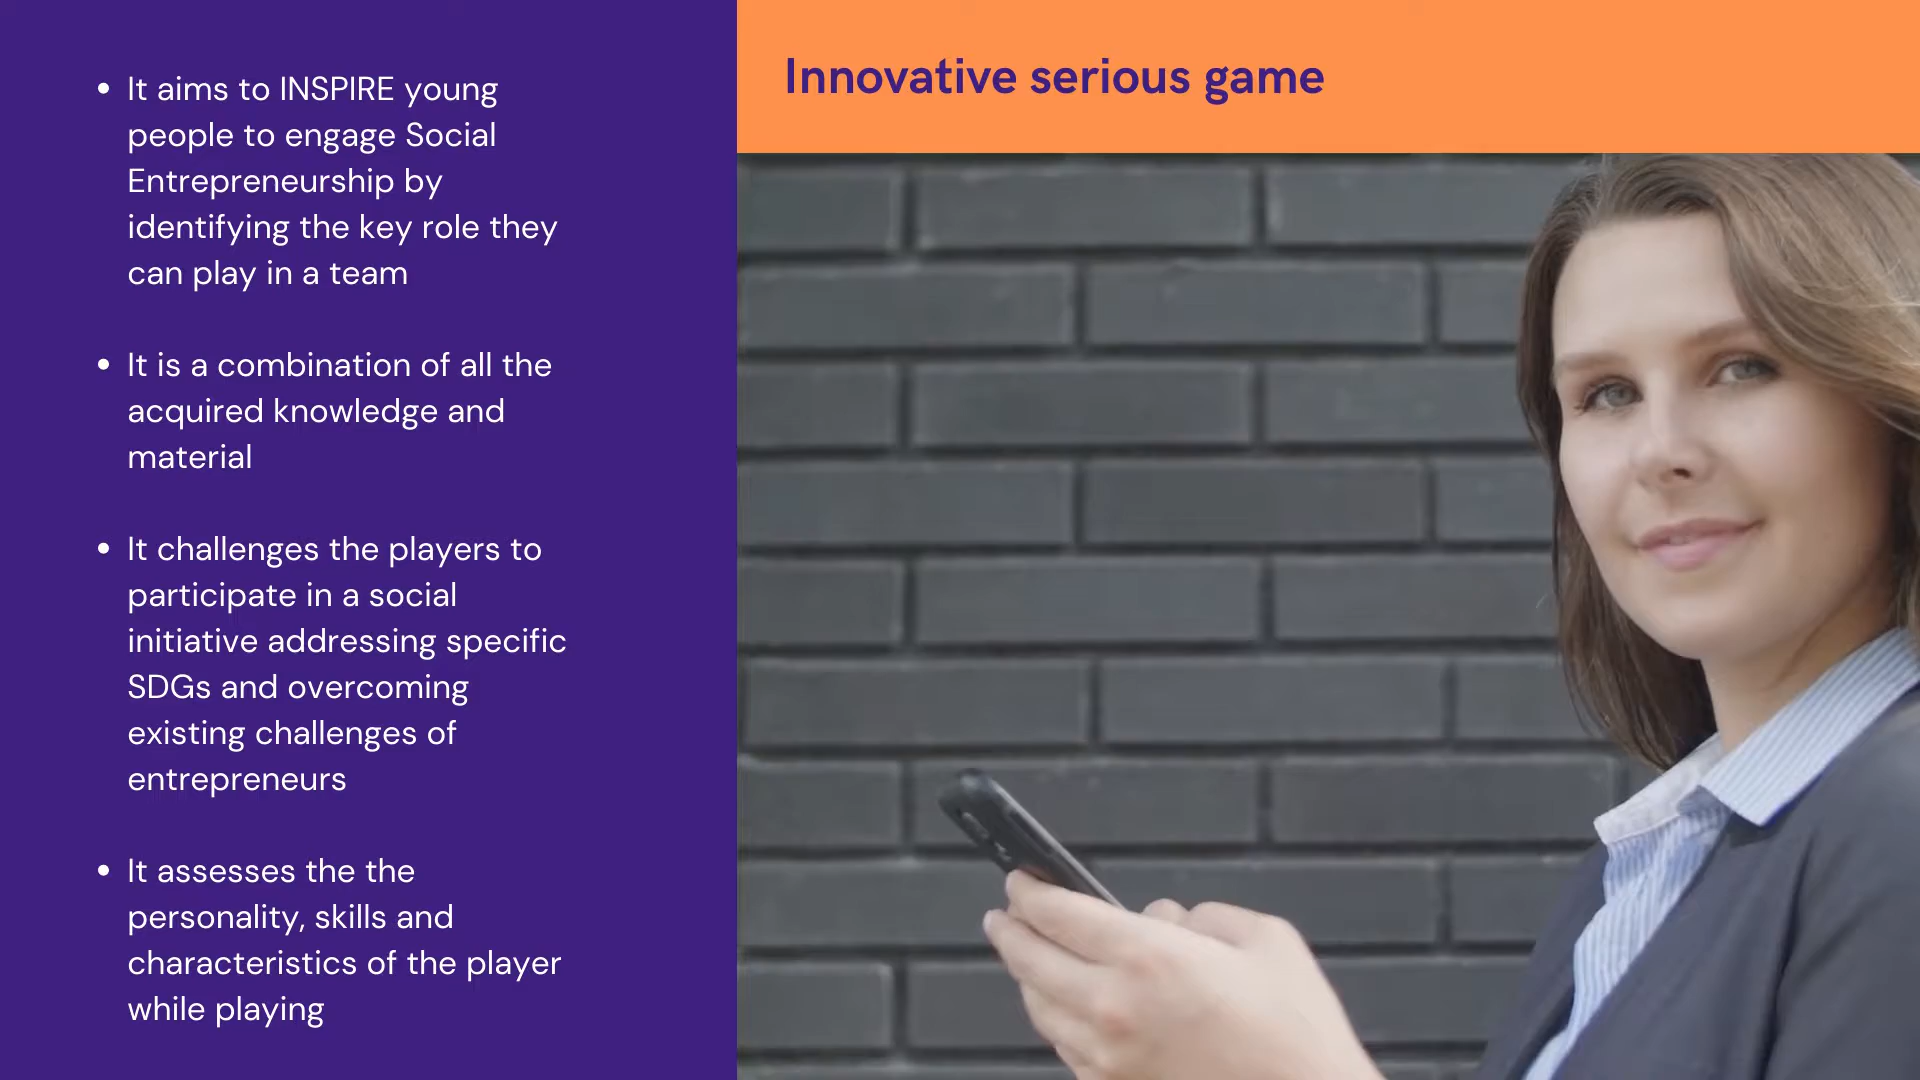 Innovative serious game
• It aims to INSPIRE young
people to engage Social
Entrepreneurship by
identifying the key role they
can play in a team
• It is a combination of all the
acquired knowledge and
material
• It challenges the players to
participate in a social
initiative addressing specific
SDGs and overcoming
existing challenges of
entrepreneurs
• It assesses the the
personality, skills and
characteristics of the player
while playing